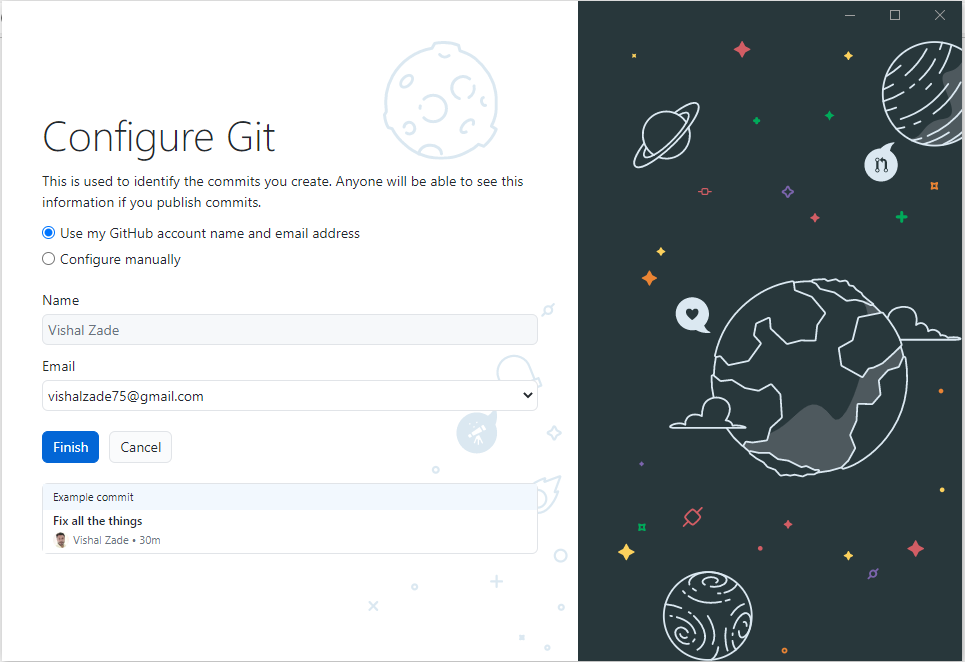 Configure Git
This is used to identify the commits you create. Anyone will be able to see this
information if you publish commits.
Use my GitHub account name and email address
Configure manually
Name
Vishal Zade
Email
vishalzade75@gmail.com
Finish Cancel
Example commit
Fix all the things
Vishal Zade • 30m